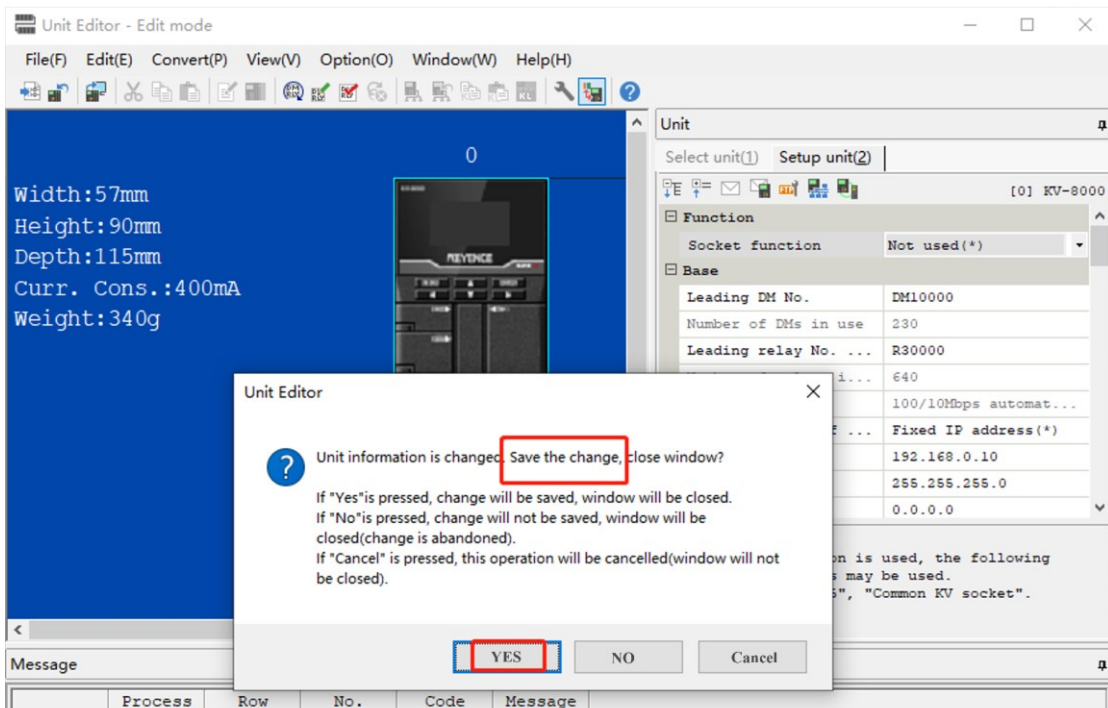 Unit Editor - Edit mode
File(F) Edit(E) Convert(P) View(V) Option(O) Window(W) Help(H)
0
Width:57mm
Height:90mm
Depth:115mm
Curr. Cons.:400mA
Weight:340g
KEYENCE
Unit
Select unit(1) Setup unit(2)
[0] KV-8000
Function
Socket function Not used(*)
Base
Leading DM No. DM10000
Number of DMs in use 230
Leading relay No. ... R30000
i... 640
100/10Mbps automat...
... Fixed IP address(*)
192.168.0.10
255.255.255.0
0.0.0.0
is used, the following
may be used.
"Common KV socket".
Unit Editor
Unit information is changed. Save the change, close window?
If "Yes"is pressed, change will be saved, window will be closed.
If "No"is pressed, change will not be saved, window will be
closed(change is abandoned).
If "Cancel" is pressed, this operation will be cancelled(window will not
be closed).
YES NO Cancel
Message
Process Row No. Code Message